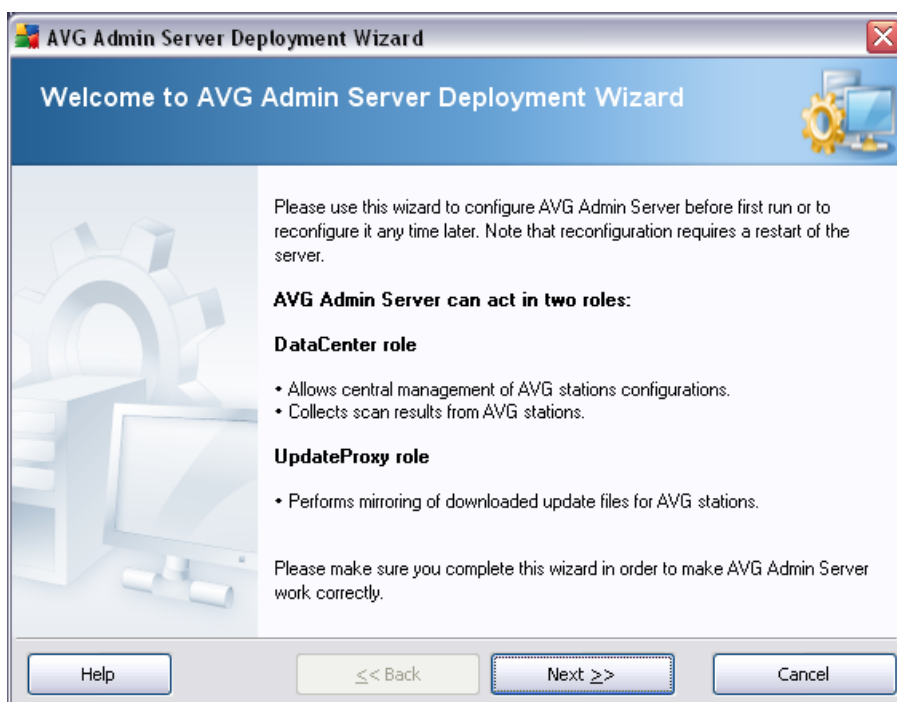 AVG Admin Server Deployment Wizard
Welcome to AVG Admin Server Deployment Wizard
Please use this wizard to configure AVG Admin Server before first run or to
reconfigure it any time later. Note that reconfiguration requires a restart of the
server.
AVG Admin Server can act in two roles:
DataCenter role
• Allows central management of AVG stations configurations.
• Collects scan results from AVG stations.
UpdateProxy role
• Performs mirroring of downloaded update files for AVG stations.
Please make sure you complete this wizard in order to make AVG Admin Server
work correctly.
Help
<< Back
Next >>
Cancel